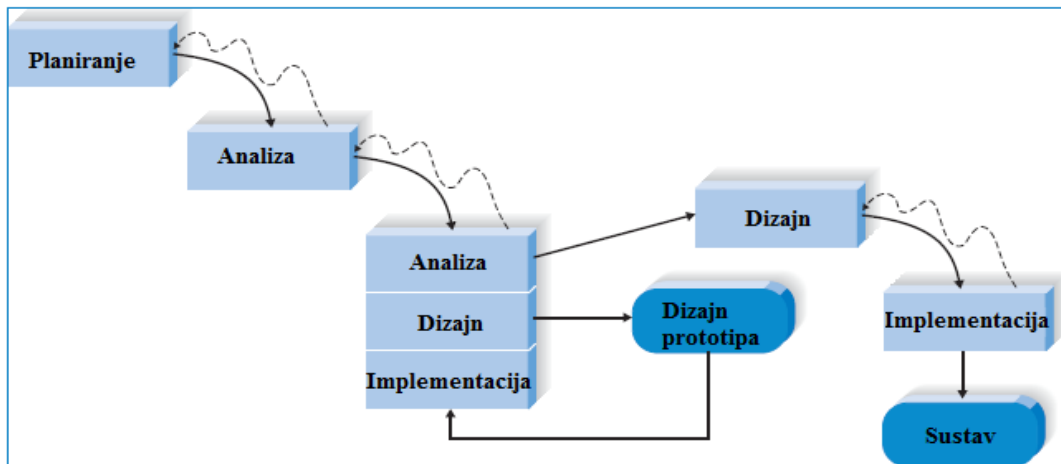 Planiranje
Analiza
Analiza
Dizajn
Implementacija
Dizajn
prototipa
Dizajn
Implementacija
Sustav